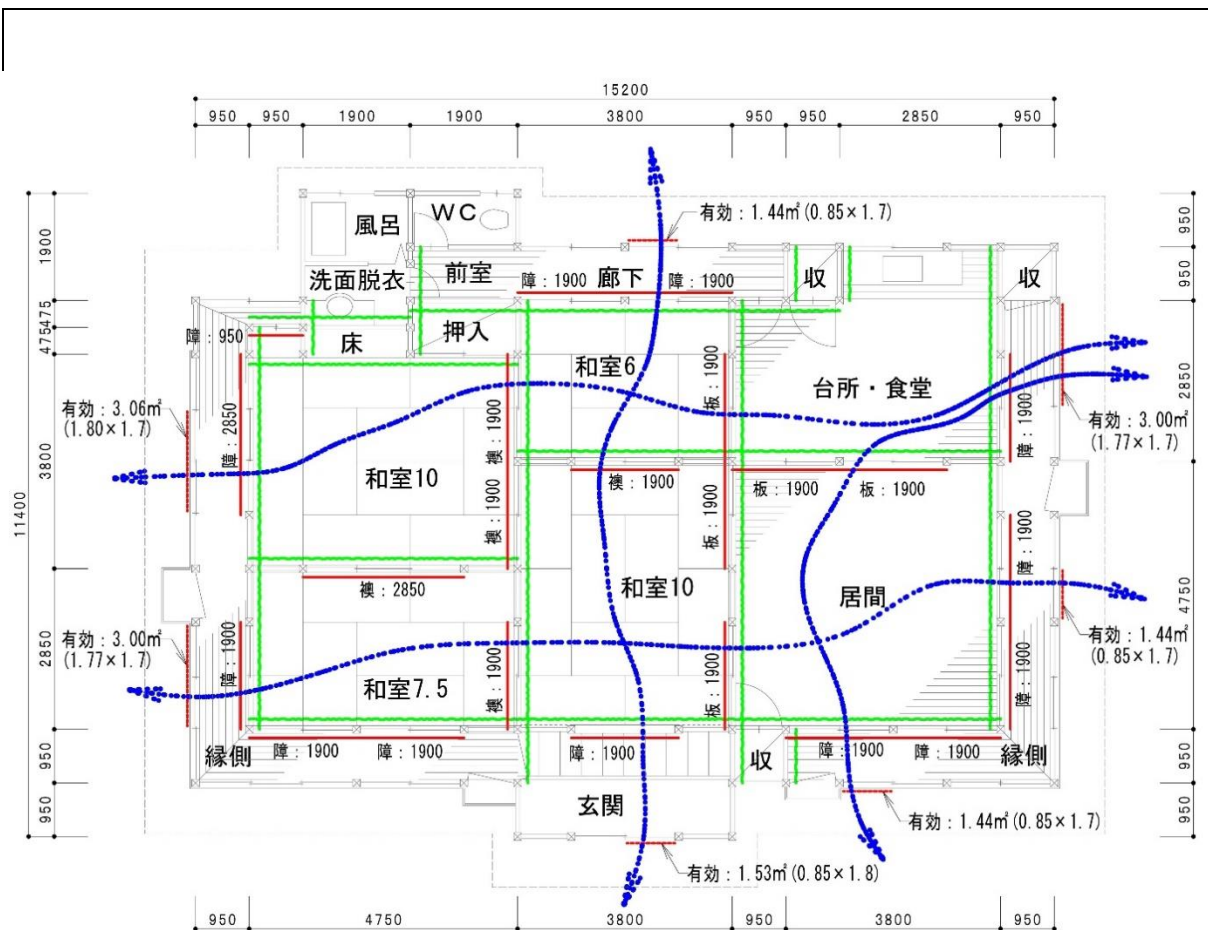 15200
950 950 1900 1900 3800 950 950 2850 950
有効：1.44㎡(0.85×1.7)
風呂 WC
洗面脱衣 前室 廊下 収 収
障：1900 障：1900
障：950 床 押入
和室6
台所・食堂
有効：3.06㎡
(1.80×1.7)
障：2850
襖：1900
板：1900
障：1900
有効：3.00㎡
(1.77×1.7)
和室10
襖：1900
襖：1900
板：1900
板：1900 板：1900
障：1900
襖：2850
和室10
居間
有効：3.00㎡
(1.77×1.7)
障：1900
和室7.5
襖：1900
板：1900
障：1900
有効：1.44㎡
(0.85×1.7)
縁側
障：1900 障：1900
障：1900
収
障：1900 障：1900
縁側
玄関
有効：1.44㎡(0.85×1.7)
有効：1.53㎡(0.85×1.8)
950 4750 3800 950 3800 950
11400
1900
475
475
3800
2850
950
950
950
950
2850
4750
950
950